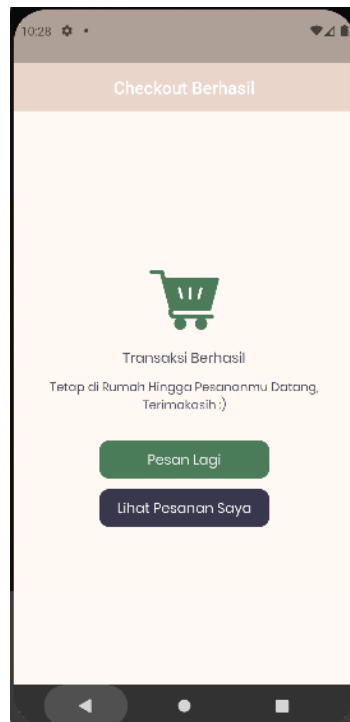 10:28
Checkout Berhasil
Transaksi Berhasil
Tetap di Rumah Hingga Pesananmu Datang,
Terimakasih :)
Pesan Lagi
Lihat Pesanan Saya